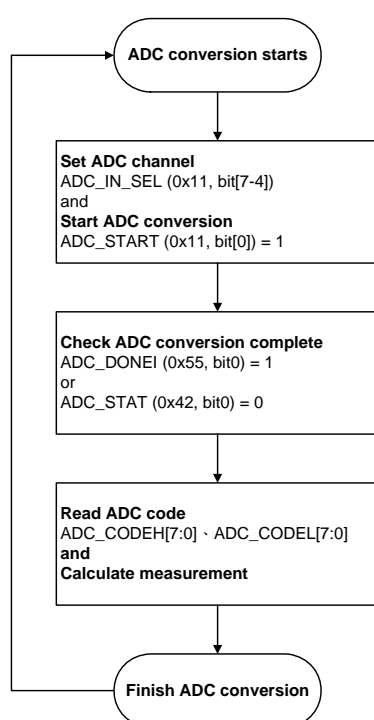 ADC conversion starts
Set ADC channel
ADC_IN_SEL (0x11, bit[7-4])
and
Start ADC conversion
ADC_START (0x11, bit[0]) = 1
Check ADC conversion complete
ADC_DONEI (0x55, bit0) = 1
or
ADC_STAT (0x42, bit0) = 0
Read ADC code
ADC_CODEH[7:0]、ADC_CODEL[7:0]
and
Calculate measurement
Finish ADC conversion